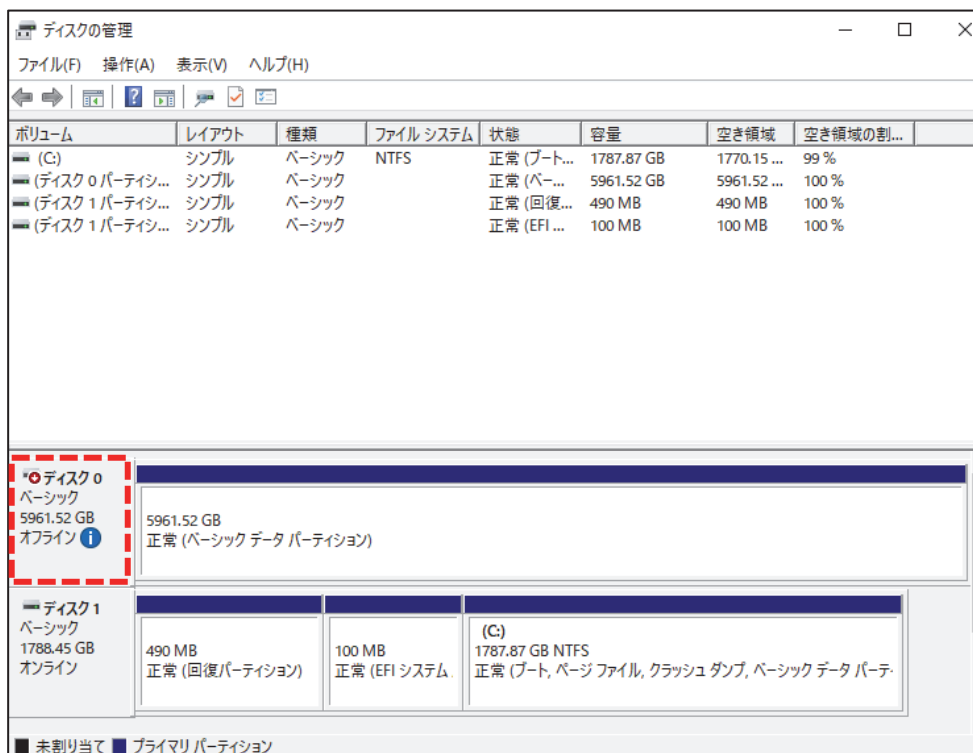 ディスクの管理
ファイル(F) 操作(A) 表示(V) ヘルプ(H)
ボリューム レイアウト 種類 ファイル システム 状態 容量 空き領域 空き領域の割...
(C:) シンプル ベーシック NTFS 正常 (ブート... 1787.87 GB 1770.15 ... 99 %
(ディスク 0 パーティシ... シンプル ベーシック 正常 (ベー... 5961.52 GB 5961.52 ... 100 %
(ディスク 1 パーティシ... シンプル ベーシック 正常 (回復... 490 MB 490 MB 100 %
(ディスク 1 パーティシ... シンプル ベーシック 正常 (EFI ... 100 MB 100 MB 100 %
ディスク 0
ベーシック
5961.52 GB
オフライン
5961.52 GB
正常 (ベーシック データ パーティション)
ディスク 1
ベーシック
1788.45 GB
オンライン
490 MB
正常 (回復パーティション)
100 MB
正常 (EFI システム
(C:)
1787.87 GB NTFS
正常 (ブート, ページ ファイル, クラッシュ ダンプ, ベーシック データ パーテ-
未割り当て プライマリ パーティション